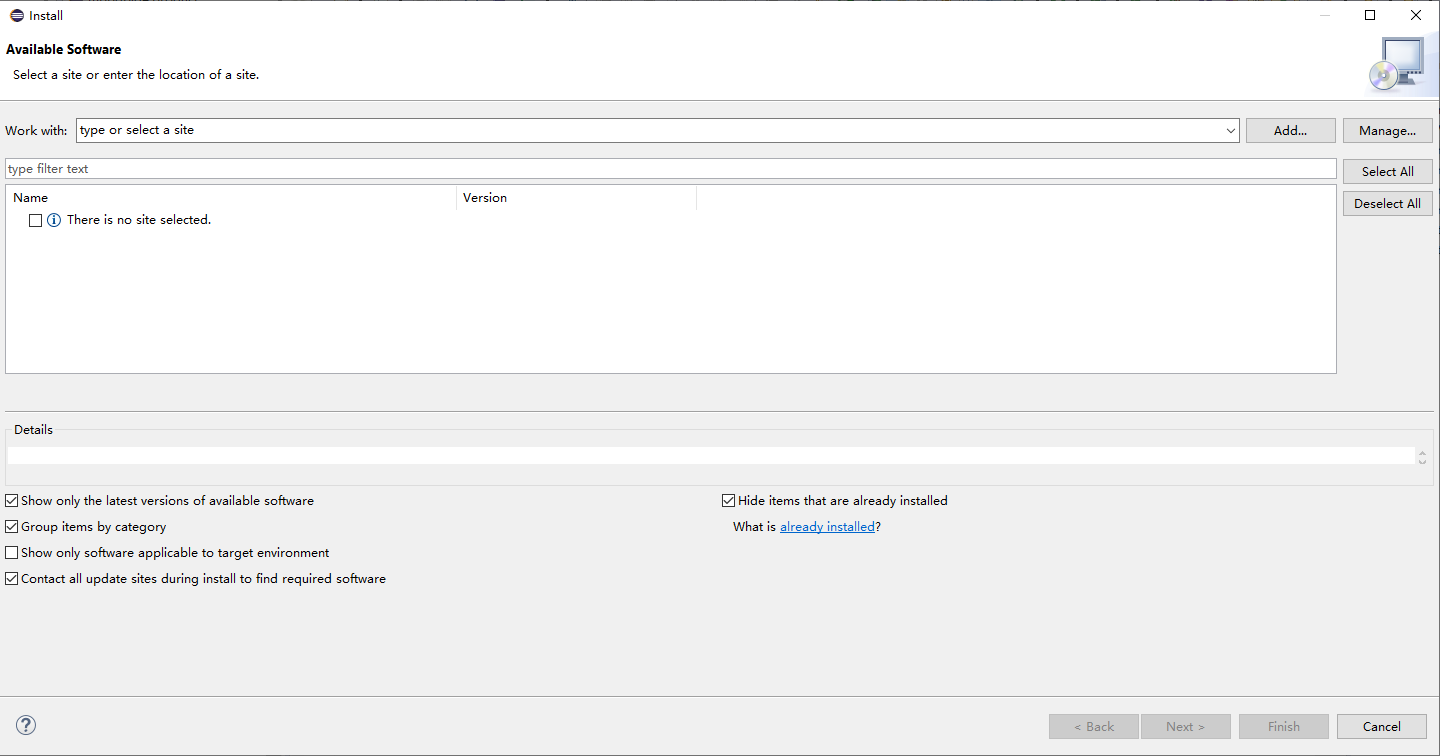 Install
Available Software
Select a site or enter the location of a site.
Work with: type or select a site Add... Manage...
type filter text Select All
Name Version Deselect All
There is no site selected.
Details
Show only the latest versions of available software Hide items that are already installed
Group items by category What is already installed?
Show only software applicable to target environment
Contact all update sites during install to find required software
? < Back Next > Finish Cancel